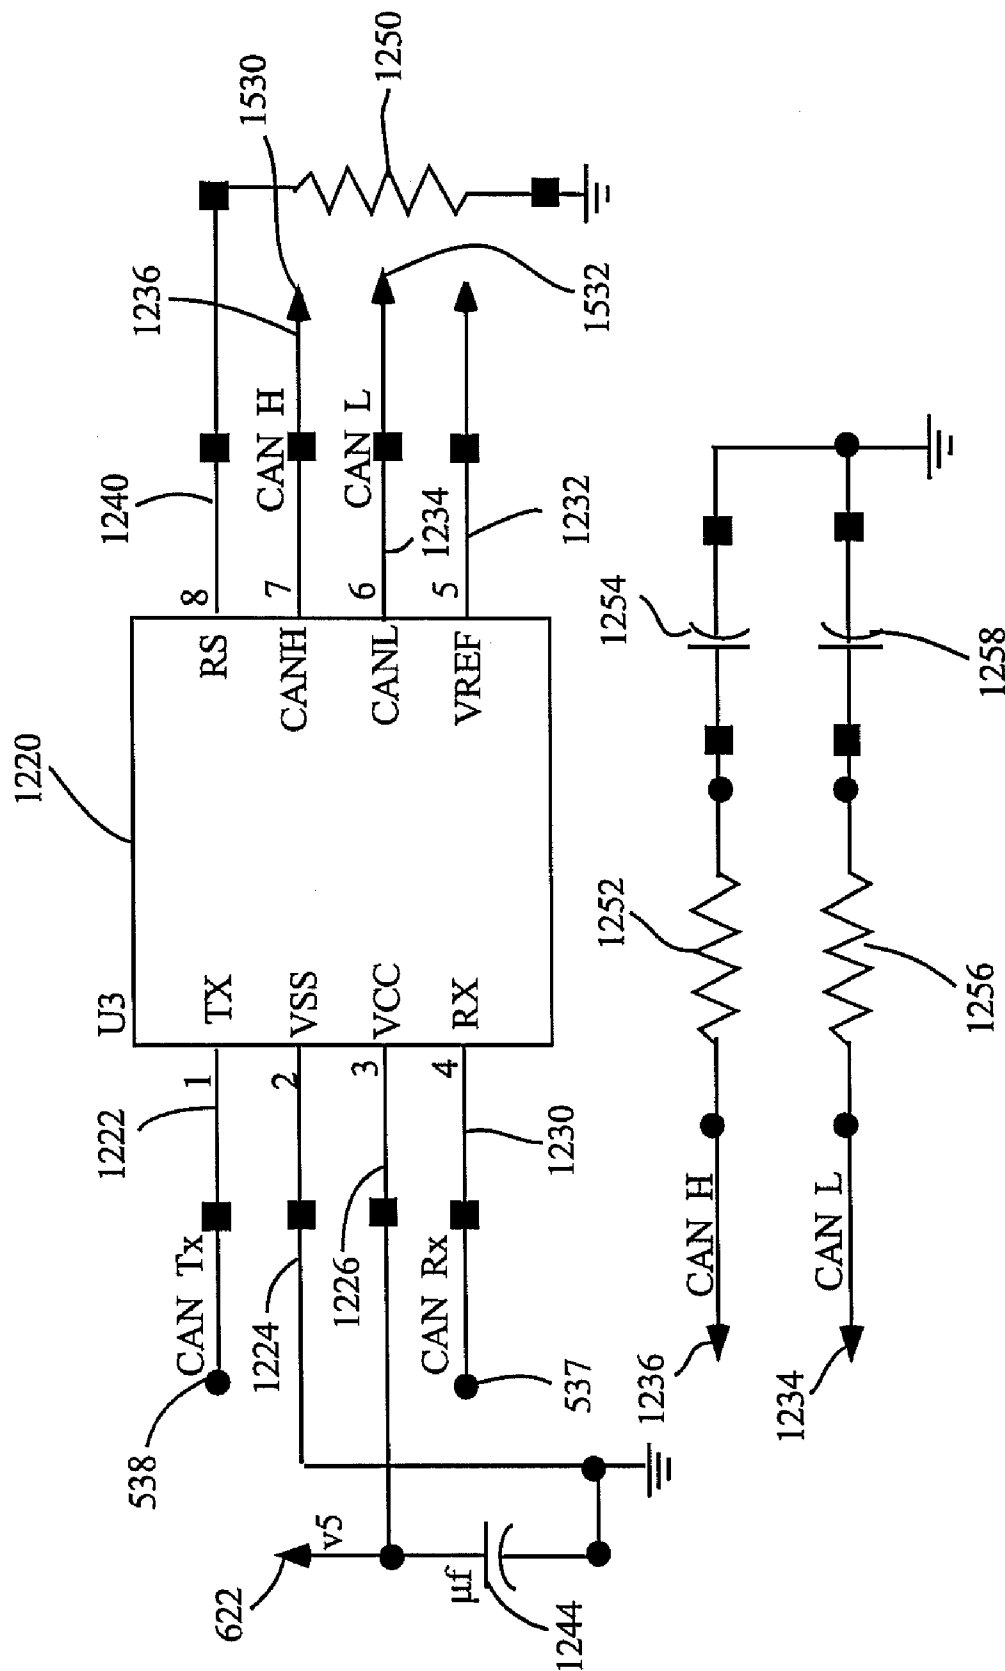 1220
U3
538
CAN Tx
1222
1
TX
RS
8
1240
1236
1530
1250
1224
2
VSS
CANH
7
CAN H
622
v5
1226
3
VCC
CANL
6
1234
CAN L
1532
µf
1244
CAN Rx
537
1230
4
RX
VREF
5
1232
1236
CAN H
1252
1254
1234
CAN L
1256
1258